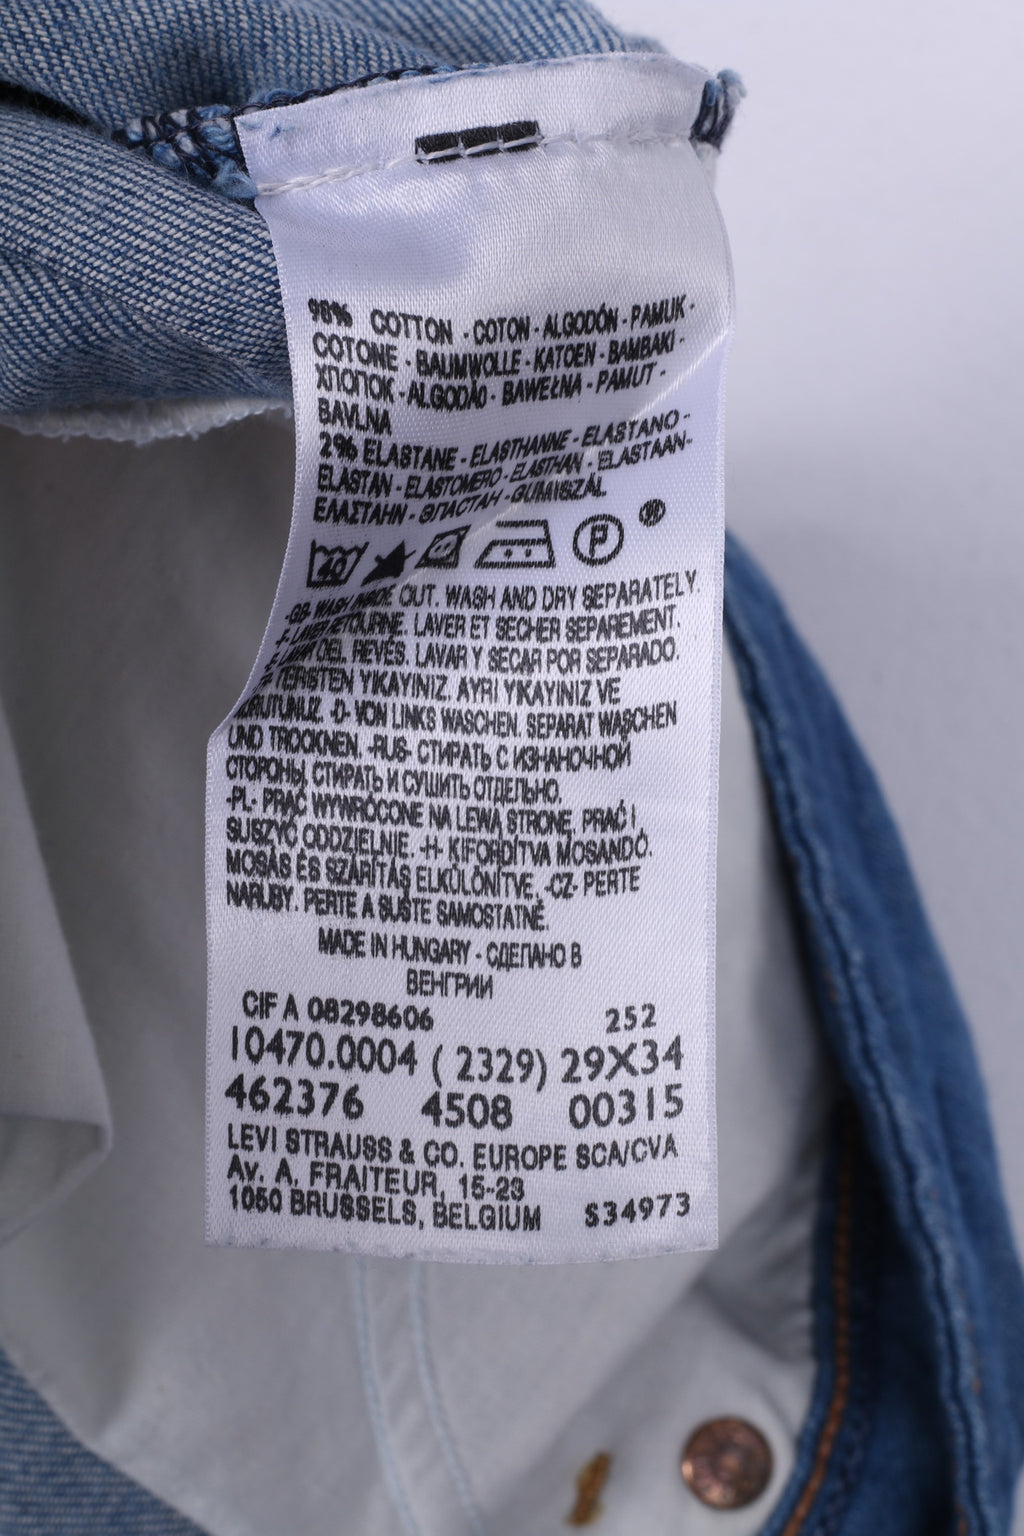 98% COTTON - COTON - ALGODÓN - PAMUK -
COTONE - BAUMWOLLE - KATOEN - BAMBAKI -
ХЛОПОК - ALGODÃO - BAWEŁNA - PAMUT -
BAVLNA
2% ELASTANE - ELASTHANNE - ELASTANO -
ELASTAN - ELASTOMERO - ELASTHAN - ELASTAAN -
ΕΛΑΣΤΑΗΝ - ЭЛАСТАН - GUMISZÁL
40 P
-GB- WASH INSIDE OUT. WASH AND DRY SEPARATELY.
-F- LAVER RETOURNE. LAVER ET SECHER SEPAREMENT.
DEL REVÉS. LAVAR Y SECAR POR SEPARADO.
TERSTEN YIKAYINIZ. AYRI YIKAYINIZ VE
KURUTUNUZ. -D- VON LINKS WASCHEN. SEPARAT WASCHEN
UND TROCKNEN. -RUS- СТИРАТЬ С ИЗНАНОЧНОЙ
СТОРОНЫ. СТИРАТЬ И СУШИТЬ ОТДЕЛЬНО.
-PL- PRAĆ WYWRÓCONE NA LEWĄ STRONĘ. PRAĆ I
SUSZYĆ ODDZIELNIE. -H- KIFORDÍTVA MOSANDÓ.
MOSÁS ÉS SZÁRÍTÁS ELKÜLÖNÍTVE. -CZ- PERTE
NARUBY. PERTE A SUŠTE SAMOSTATNĚ.
MADE IN HUNGARY - СДЕЛАНО В
ВЕНГРИИ
CIF A 08298606 252
10470.0004 (2329) 29X34
462376 4508 00315
LEVI STRAUSS & CO. EUROPE SCA/CVA
Av. A. FRAITEUR, 15-23
1050 BRUSSELS, BELGIUM S34973